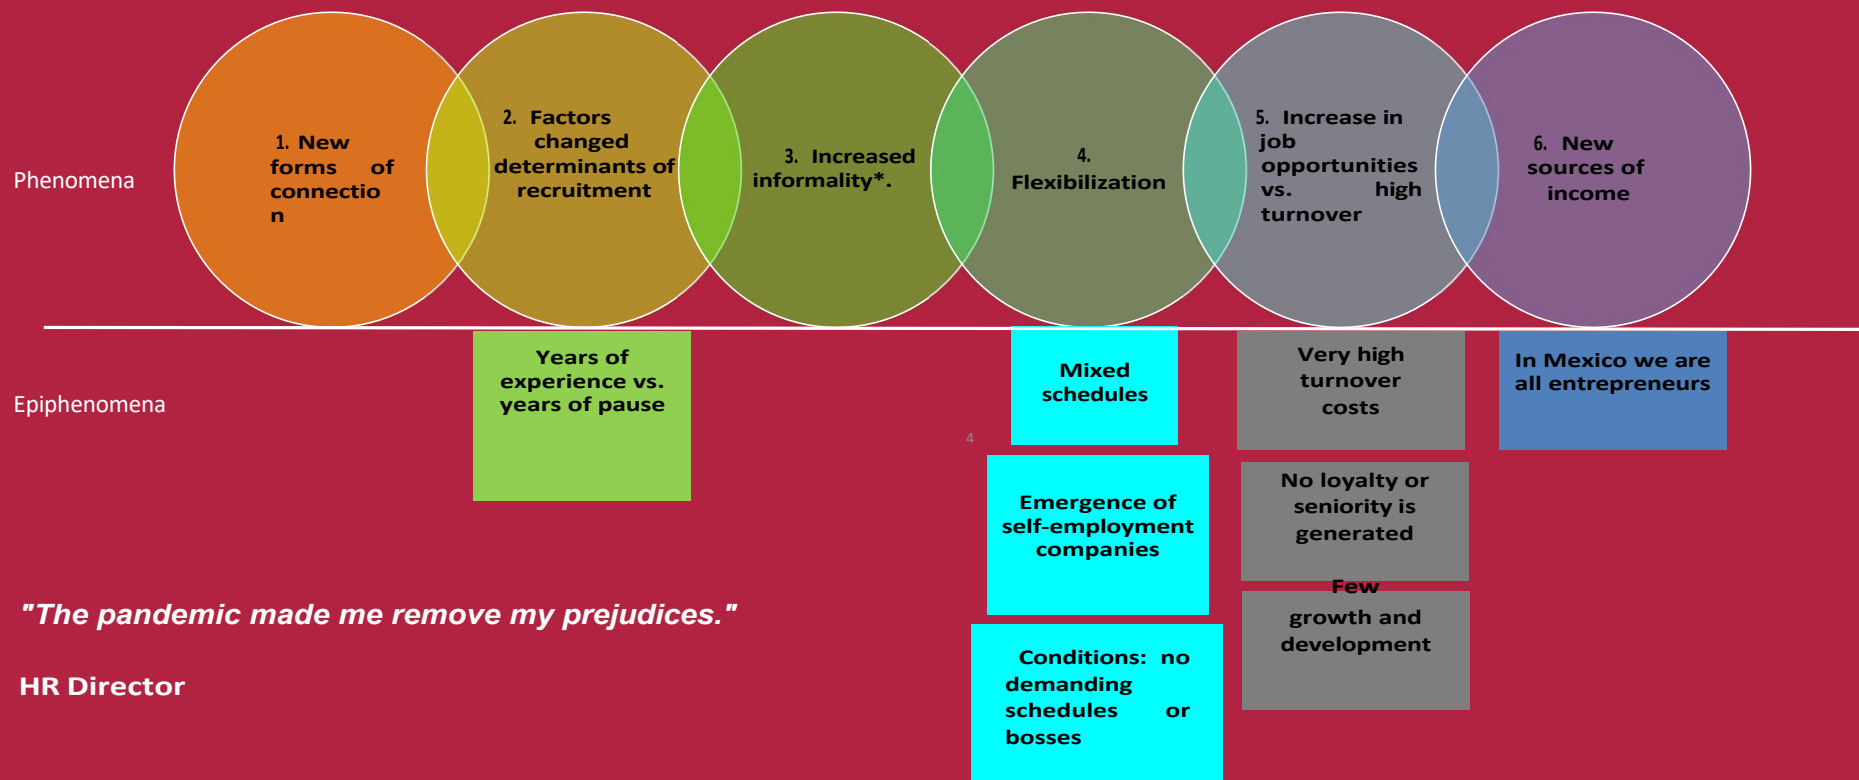 Phenomena
1. New
forms of
connectio
n
2. Factors
changed
determinants of
recruitment
3. Increased
informality*.
4.
Flexibilization
5. Increase in
job
opportunities
vs. high
turnover
6. New
sources of
income
Epiphenomena
Years of
experience vs.
years of pause
Mixed
schedules
4
Emergence of
self-employment
companies
Conditions: no
demanding
schedules or
bosses
Very high
turnover
costs
No loyalty or
seniority is
generated
Few
growth and
development
In Mexico we are
all entrepreneurs
"The pandemic made me remove my prejudices."
HR Director